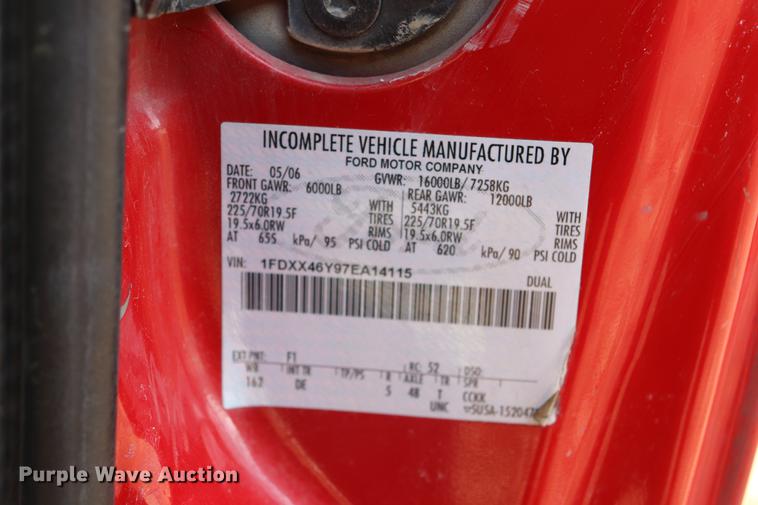 INCOMPLETE VEHICLE MANUFACTURED BY
FORD MOTOR COMPANY
DATE: 05/06 GVWR: 16000LB/ 7258KG
FRONT GAWR: 6000LB REAR GAWR: 12000LB
2722KG WITH 5443KG WITH
225/70R19.5F TIRES 225/70R19.5F TIRES
19.5x6.0RW RIMS 19.5x6.0RW RIMS
AT 655 kPa/ 95 PSI COLD AT 620 kPa/ 90 PSI COLD
VIN: 1FDXX46Y97EA14115 DUAL
EXT PNT: F1 RC: 52 DSO:
WB INT TR TP/PS R AXLE TR SPR
162 DE 5 48 T CCKK
UNC
Purple Wave Auction